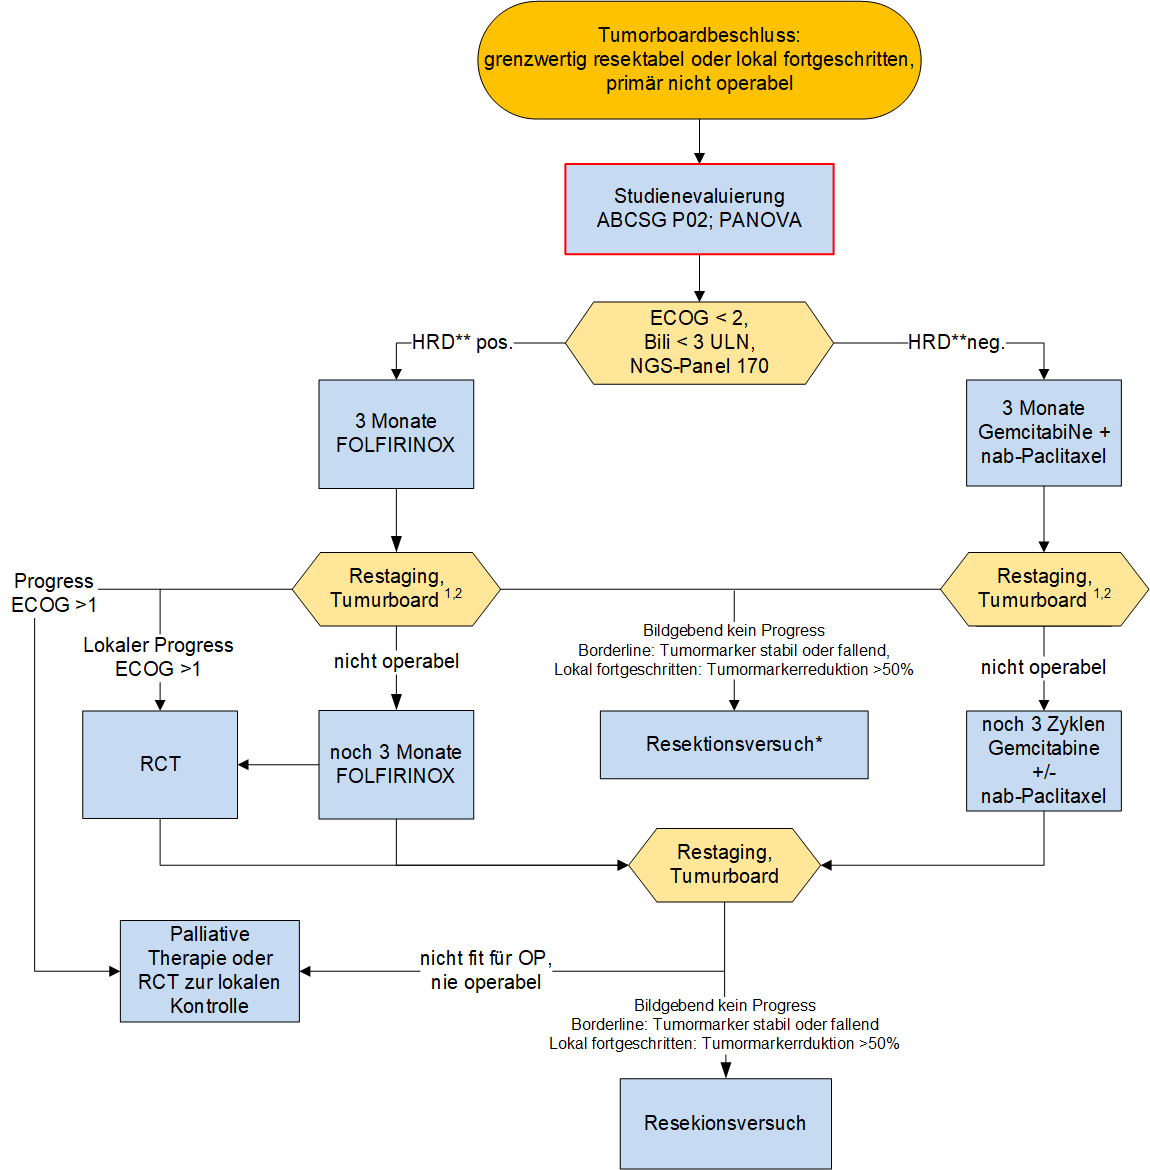 Tumorboardbeschluss:
grenzwertig resektabel oder lokal fortgeschritten,
primär nicht operabel
Studienevaluierung
ABCSG P02; PANOVA
ECOG < 2,
Bili < 3 ULN,
NGS-Panel 170
HRD** pos.
HRD**neg.
3 Monate
FOLFIRINOX
3 Monate
GemcitabiNe +
nab-Paclitaxel
Progress
ECOG >1
Restaging,
Tumurboard 1,2
Restaging,
Tumurboard 1,2
Lokaler Progress
ECOG >1
nicht operabel
Bildgebend kein Progress
Borderline: Tumormarker stabil oder fallend,
Lokal fortgeschritten: Tumormarkerreduktion >50%
nicht operabel
RCT
noch 3 Monate
FOLFIRINOX
Resektionsversuch*
noch 3 Zyklen
Gemcitabine
+/-
nab-Paclitaxel
Restaging,
Tumurboard
Palliative
Therapie oder
RCT zur lokalen
Kontrolle
nicht fit für OP,
nie operabel
Bildgebend kein Progress
Borderline: Tumormarker stabil oder fallend
Lokal fortgeschritten: Tumormarkerrduktion >50%
Resekionsversuch